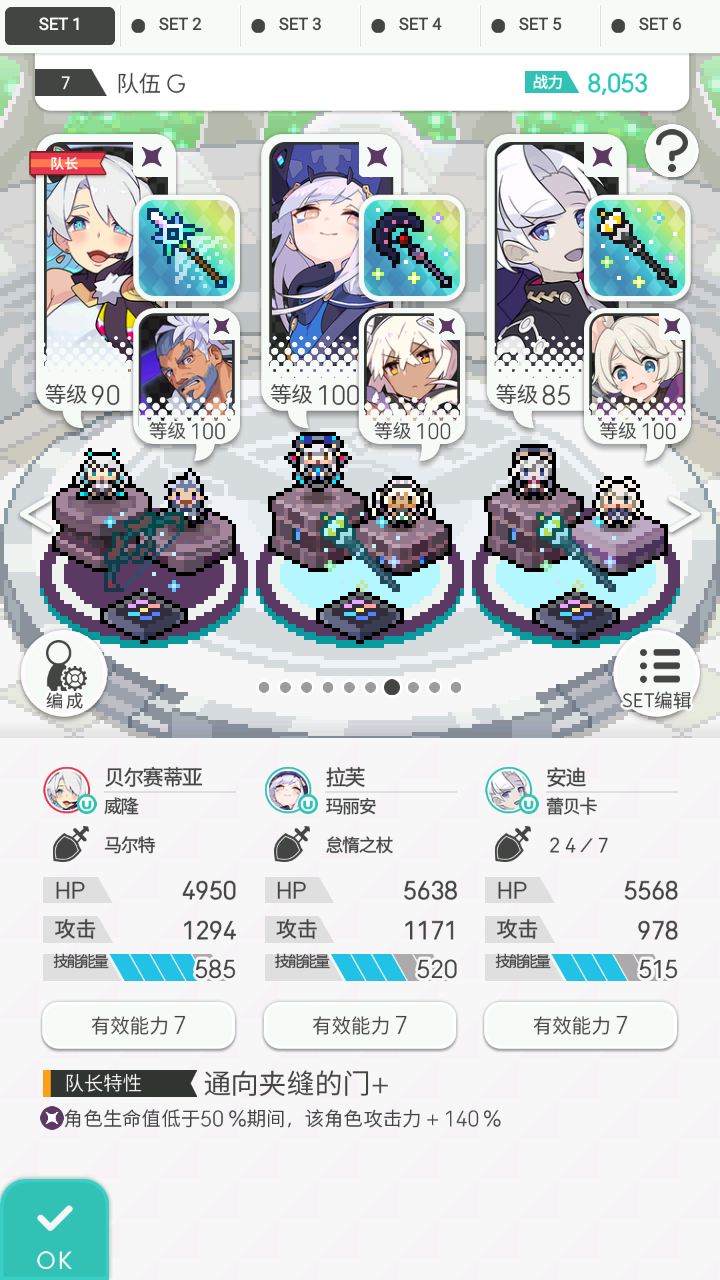 SET 1 SET 2 SET 3 SET 4 SET 5 SET 6
7 队伍 G 战力 8,053
队长
等级 90 等级 100 等级 85
等级 100 等级 100 等级 100
编成 SET编辑
贝尔赛蒂亚 拉芙 安迪
威隆 玛丽安 蕾贝卡
马尔特 怠惰之杖 24/7
HP 4950 HP 5638 HP 5568
攻击 1294 攻击 1171 攻击 978
技能能量 585 技能能量 520 技能能量 515
有效能力 7 有效能力 7 有效能力 7
队长特性 通向夹缝的门+
角色生命值低于50%期间，该角色攻击力+140%
OK